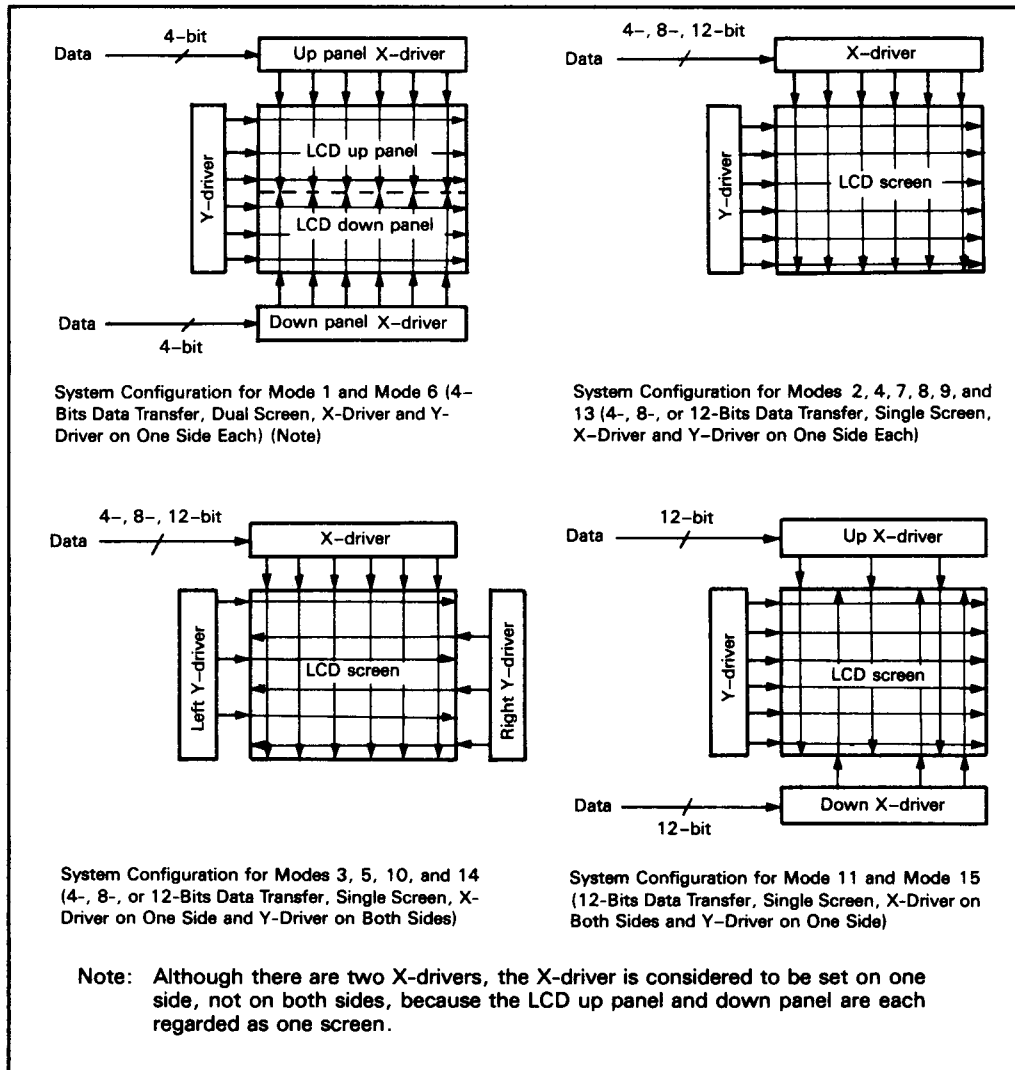 Data
4-bit
Up panel X-driver
Y-driver
LCD up panel
LCD down panel
Data
4-bit
Down panel X-driver
System Configuration for Mode 1 and Mode 6 (4-
Bits Data Transfer, Dual Screen, X-Driver and Y-
Driver on One Side Each) (Note)
Data
4-, 8-, 12-bit
X-driver
Y-driver
LCD screen
System Configuration for Modes 2, 4, 7, 8, 9, and
13 (4-, 8-, or 12-Bits Data Transfer, Single Screen,
X-Driver and Y-Driver on One Side Each)
Data
4-, 8-, 12-bit
X-driver
Left Y-driver
LCD screen
Right Y-driver
System Configuration for Modes 3, 5, 10, and 14
(4-, 8-, or 12-Bits Data Transfer, Single Screen, X-
Driver on One Side and Y-Driver on Both Sides)
Data
12-bit
Up X-driver
Y-driver
LCD screen
Data
12-bit
Down X-driver
System Configuration for Mode 11 and Mode 15
(12-Bits Data Transfer, Single Screen, X-Driver on
Both Sides and Y-Driver on One Side)
Note: Although there are two X-drivers, the X-driver is considered to be set on one
side, not on both sides, because the LCD up panel and down panel are each
regarded as one screen.